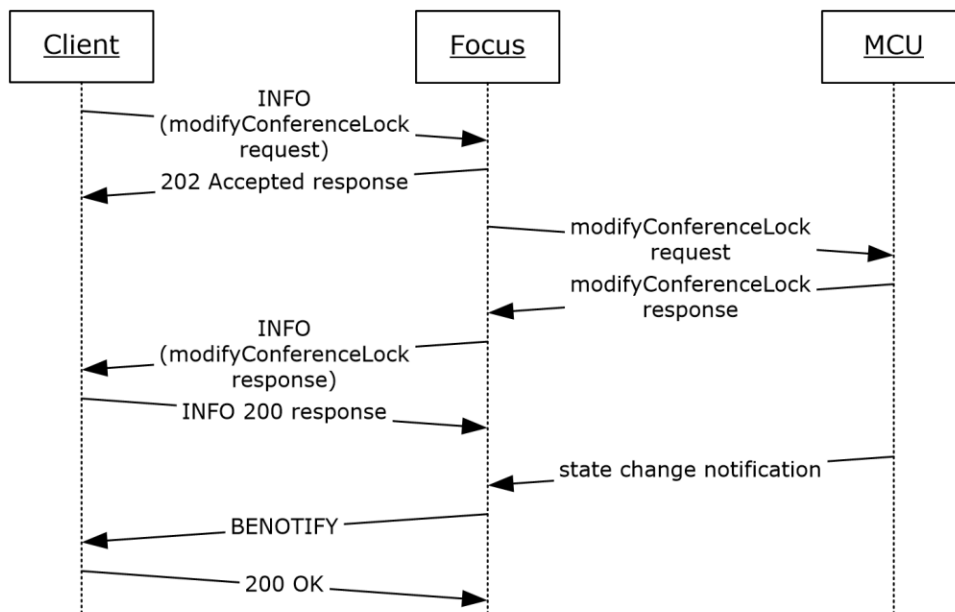 Client
Focus
MCU
INFO
(modifyConferenceLock
request)
202 Accepted response
modifyConferenceLock
request
modifyConferenceLock
response
INFO
(modifyConferenceLock
response)
INFO 200 response
state change notification
BENOTIFY
200 OK